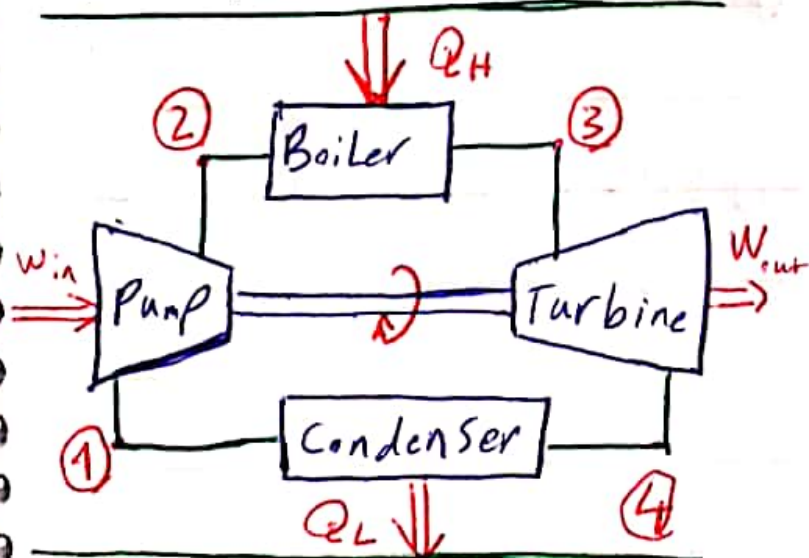 Q_H
2
3
Boiler
W_in
Pump
Turbine
W_out
Condenser
1
Q_L
4